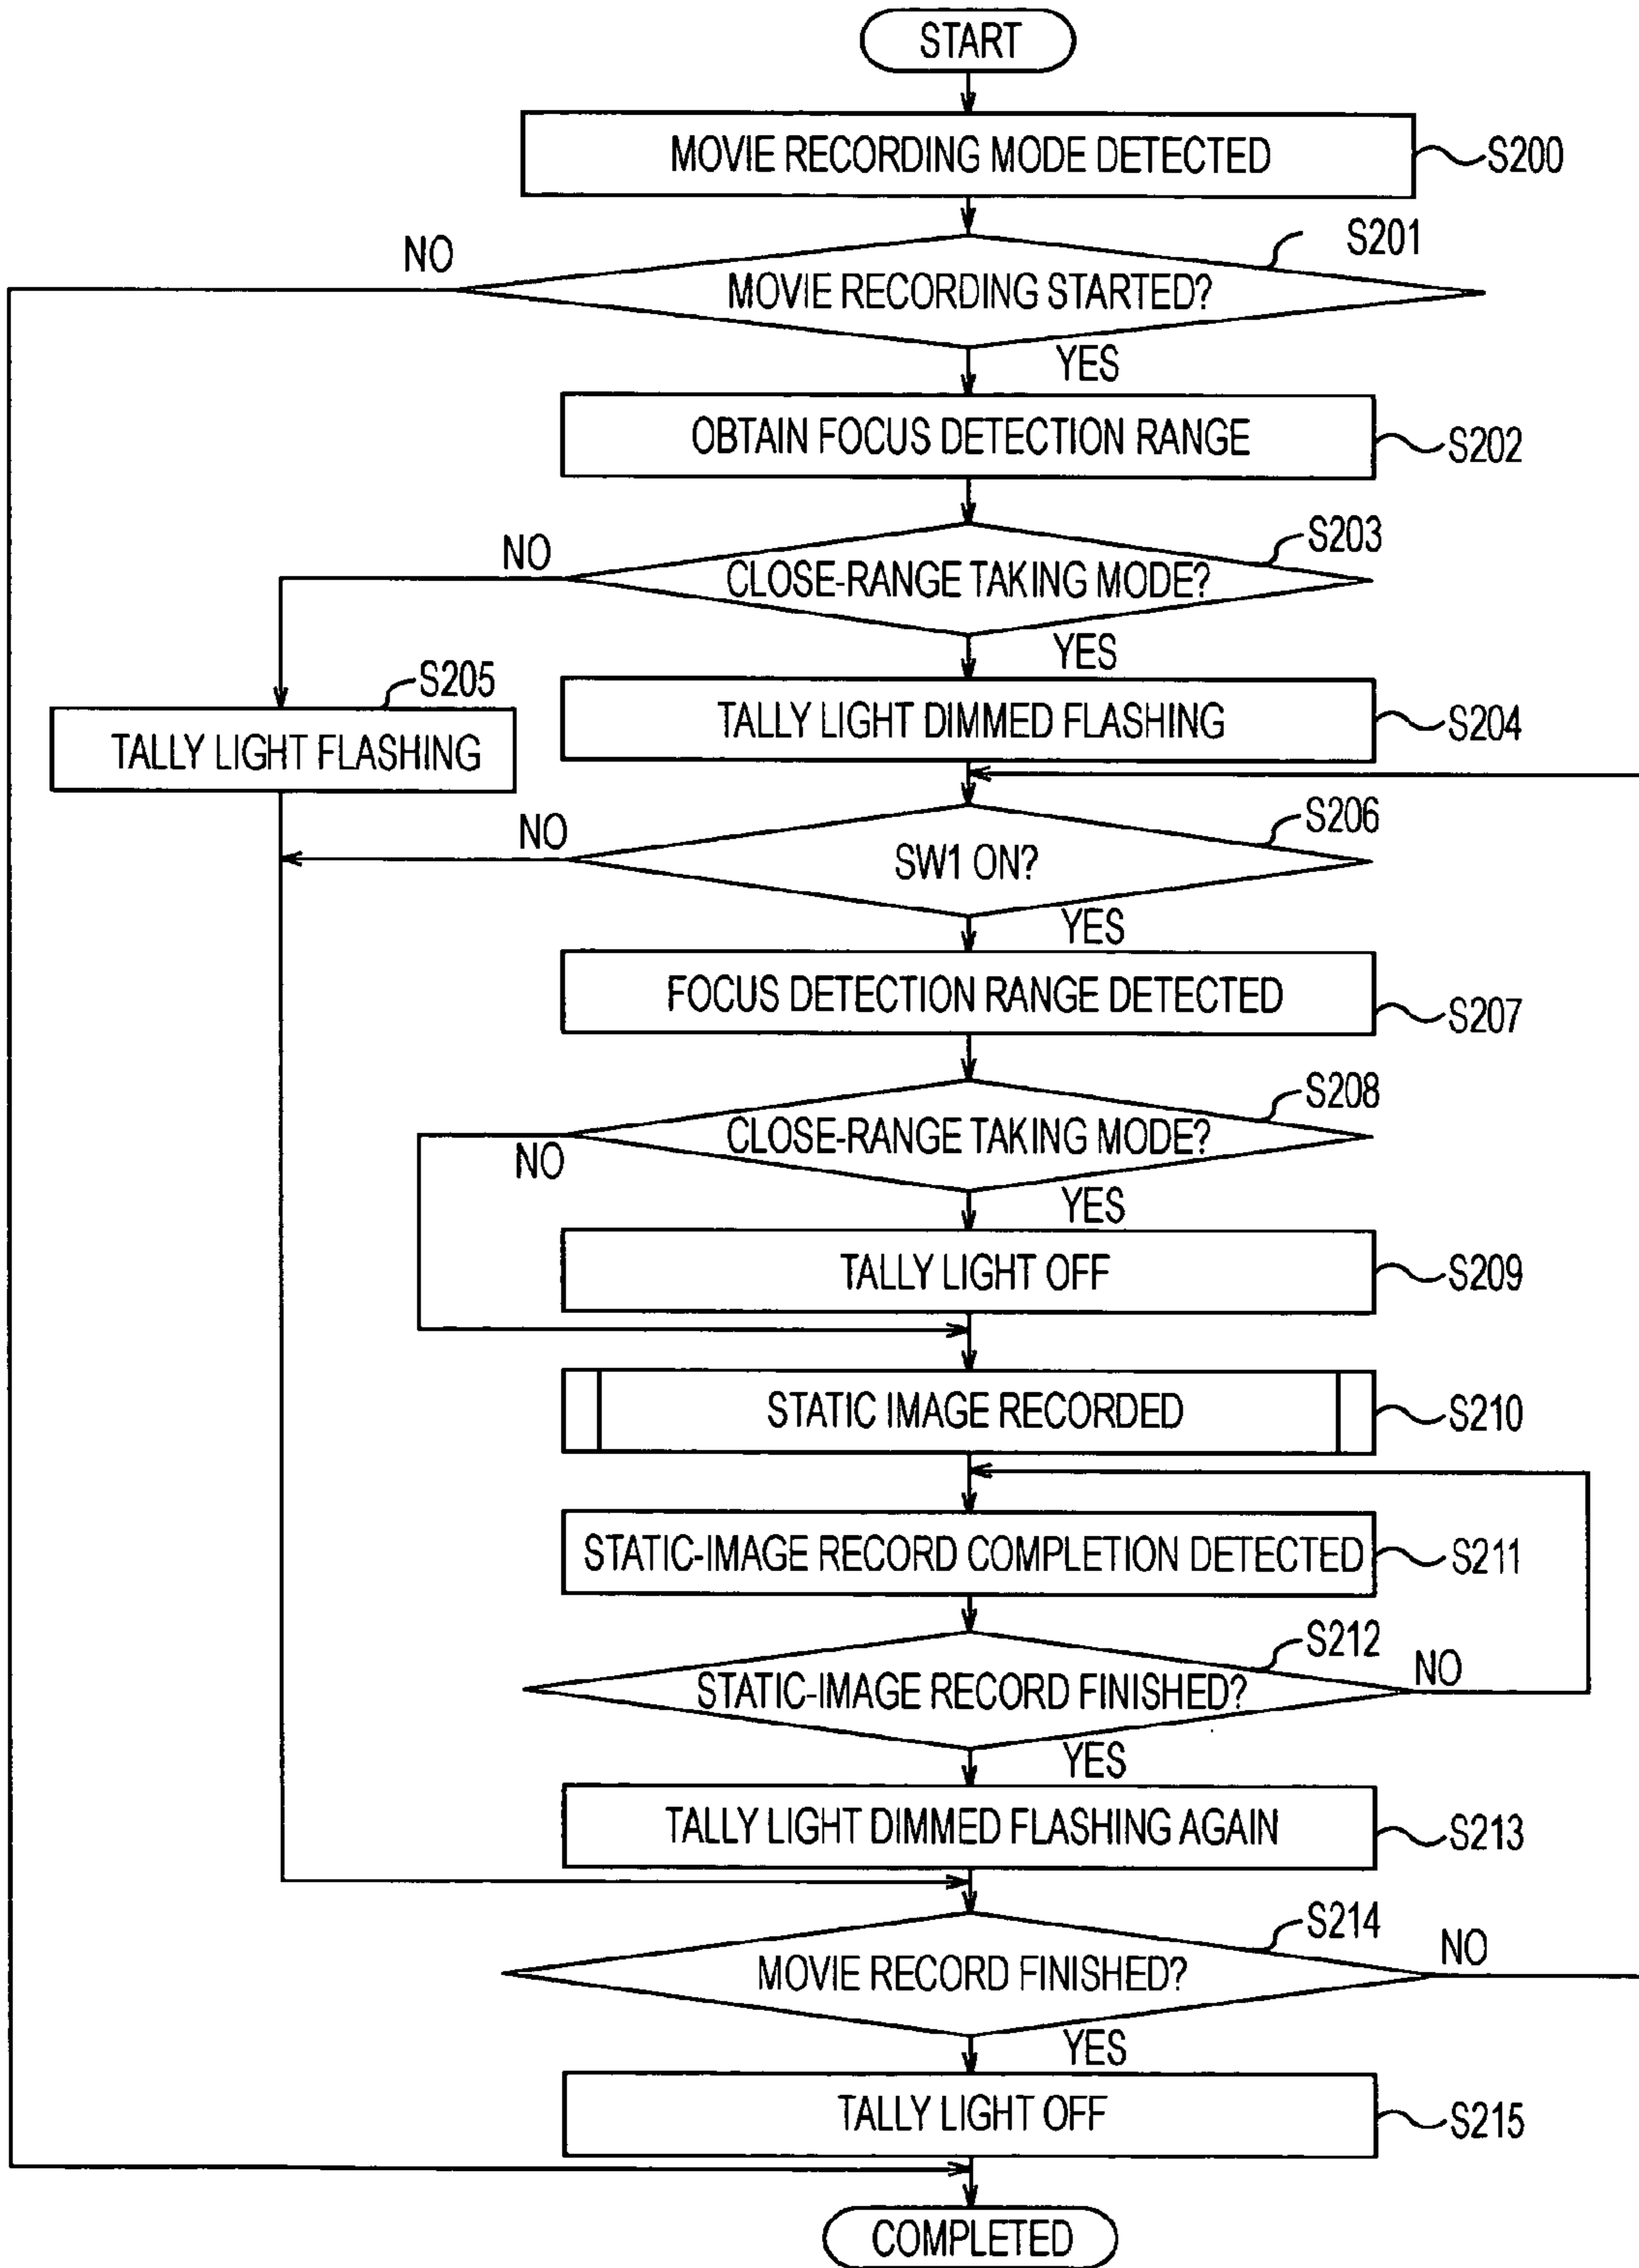 START
MOVIE RECORDING MODE DETECTED
S200
NO
S201
MOVIE RECORDING STARTED?
YES
OBTAIN FOCUS DETECTION RANGE
S202
NO
S203
CLOSE-RANGE TAKING MODE?
YES
S205
TALLY LIGHT FLASHING
TALLY LIGHT DIMMED FLASHING
S204
NO
S206
SW1 ON?
YES
FOCUS DETECTION RANGE DETECTED
S207
S208
CLOSE-RANGE TAKING MODE?
NO
YES
TALLY LIGHT OFF
S209
STATIC IMAGE RECORDED
S210
STATIC-IMAGE RECORD COMPLETION DETECTED
S211
S212
STATIC-IMAGE RECORD FINISHED?
NO
YES
TALLY LIGHT DIMMED FLASHING AGAIN
S213
S214
MOVIE RECORD FINISHED?
NO
YES
TALLY LIGHT OFF
S215
COMPLETED